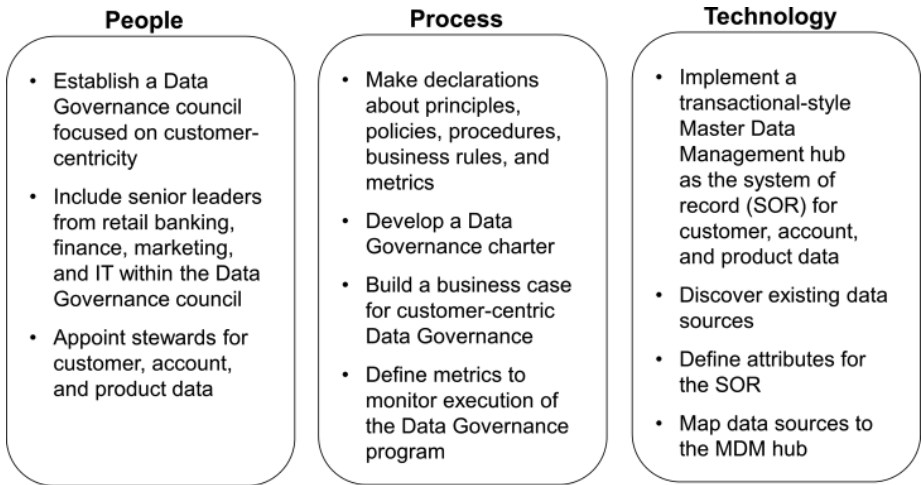 People
• Establish a Data
Governance council
focused on customer-
centricity
• Include senior leaders
from retail banking,
finance, marketing,
and IT within the Data
Governance council
• Appoint stewards for
customer, account,
and product data
Process
• Make declarations
about principles,
policies, procedures,
business rules, and
metrics
• Develop a Data
Governance charter
• Build a business case
for customer-centric
Data Governance
• Define metrics to
monitor execution of
the Data Governance
program
Technology
• Implement a
transactional-style
Master Data
Management hub
as the system of
record (SOR) for
customer, account,
and product data
• Discover existing data
sources
• Define attributes for
the SOR
• Map data sources to
the MDM hub